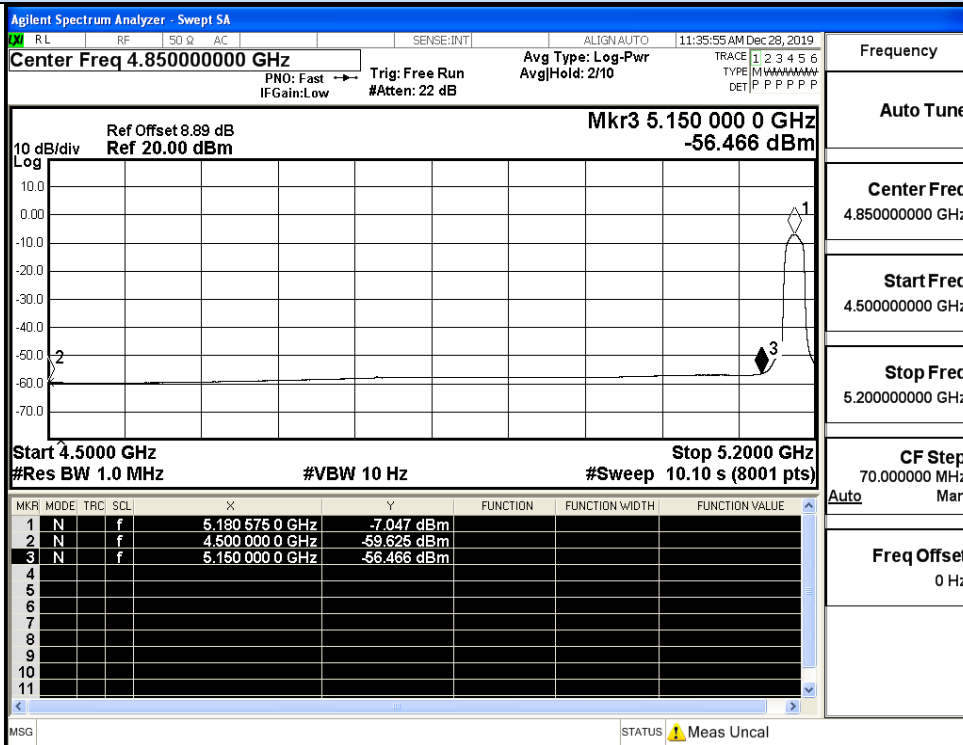 Agilent Spectrum Analyzer - Swept SA
LXI RL RF 50 Ω AC SENSE:INT ALIGN AUTO 11:35:55 AM Dec 28, 2019
Center Freq 4.850000000 GHz
PNO: Fast
IFGain:Low
Trig: Free Run
#Atten: 22 dB
Avg Type: Log-Pwr
Avg|Hold: 2/10
TRACE 1 2 3 4 5 6
TYPE M WWWWW
DET P P P P P P
Mkr3 5.150 000 0 GHz
-56.466 dBm
Ref Offset 8.89 dB
10 dB/div Ref 20.00 dBm
Log
10.0
0.00
-10.0
-20.0
-30.0
-40.0
-50.0
-60.0
-70.0
1
2
3
Start 4.5000 GHz Stop 5.2000 GHz
#Res BW 1.0 MHz #VBW 10 Hz #Sweep 10.10 s (8001 pts)
MKR MODE TRC SCL X Y FUNCTION FUNCTION WIDTH FUNCTION VALUE
1 N f 5.180 575 0 GHz -7.047 dBm
2 N f 4.500 000 0 GHz -59.625 dBm
3 N f 5.150 000 0 GHz -56.466 dBm
4
5
6
7
8
9
10
11
MSG STATUS Meas Uncal
Frequency
Auto Tune
Center Freq
4.850000000 GHz
Start Freq
4.500000000 GHz
Stop Freq
5.200000000 GHz
CF Step
70.000000 MHz
Auto Man
Freq Offset
0 Hz